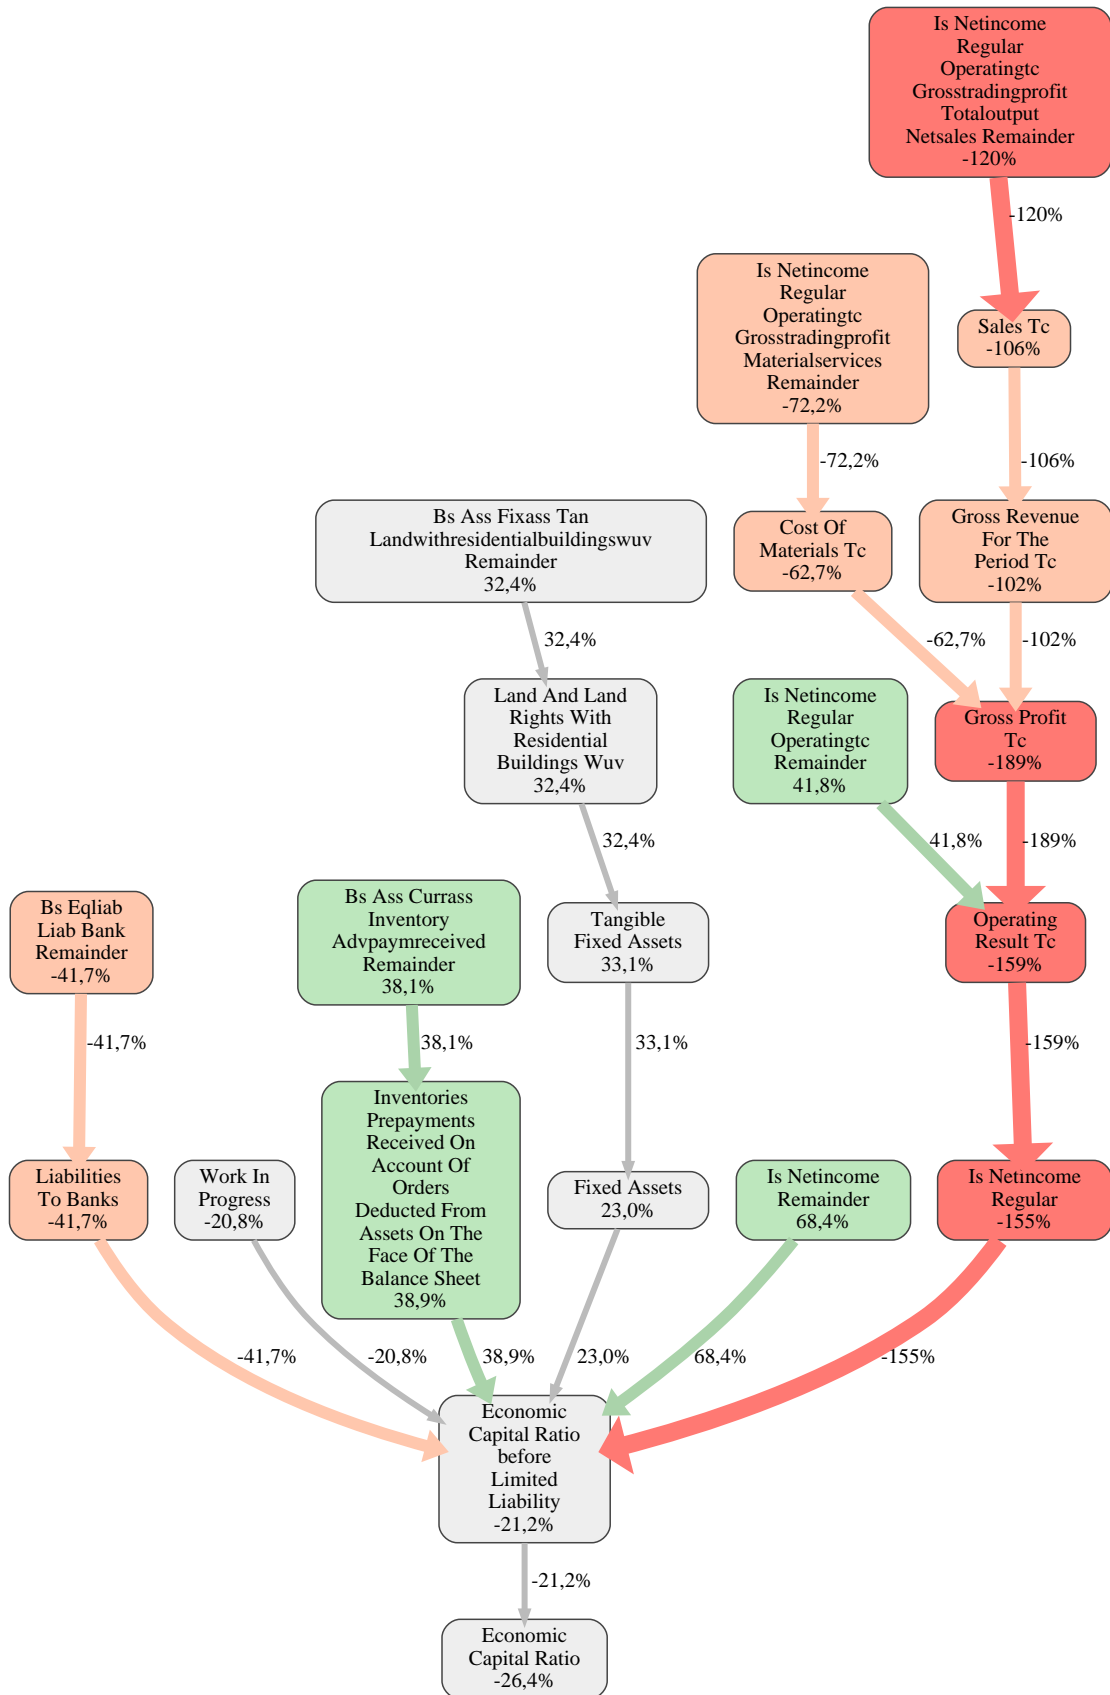 Is Netincome
Regular
Operatingtc
Grosstradingprofit
Totaloutput
Netsales Remainder
-120%
-120%
Is Netincome
Regular
Operatingtc
Grosstradingprofit
Materialservices
Remainder
-72,2%
Sales Tc
-106%
-72,2%
-106%
Bs Ass Fixass Tan
Landwithresidentialbuildingswuv
Remainder
32,4%
Cost Of
Materials Tc
-62,7%
Gross Revenue
For The
Period Tc
-102%
32,4%
-62,7%
-102%
Land And Land
Rights With
Residential
Buildings Wuv
32,4%
Is Netincome
Regular
Operatingtc
Remainder
41,8%
Gross Profit
Tc
-189%
32,4%
41,8%
-189%
Bs Eqliab
Liab Bank
Remainder
-41,7%
Bs Ass Currass
Inventory
Advpaymreceived
Remainder
38,1%
Tangible
Fixed Assets
33,1%
Operating
Result Tc
-159%
-41,7%
38,1%
33,1%
-159%
Liabilities
To Banks
-41,7%
Work In
Progress
-20,8%
Inventories
Prepayments
Received On
Account Of
Orders
Deducted From
Assets On The
Face Of The
Balance Sheet
38,9%
Fixed Assets
23,0%
Is Netincome
Remainder
68,4%
Is Netincome
Regular
-155%
-41,7%
-20,8%
38,9%
23,0%
68,4%
-155%
Economic
Capital Ratio
before
Limited
Liability
-21,2%
-21,2%
Economic
Capital Ratio
-26,4%